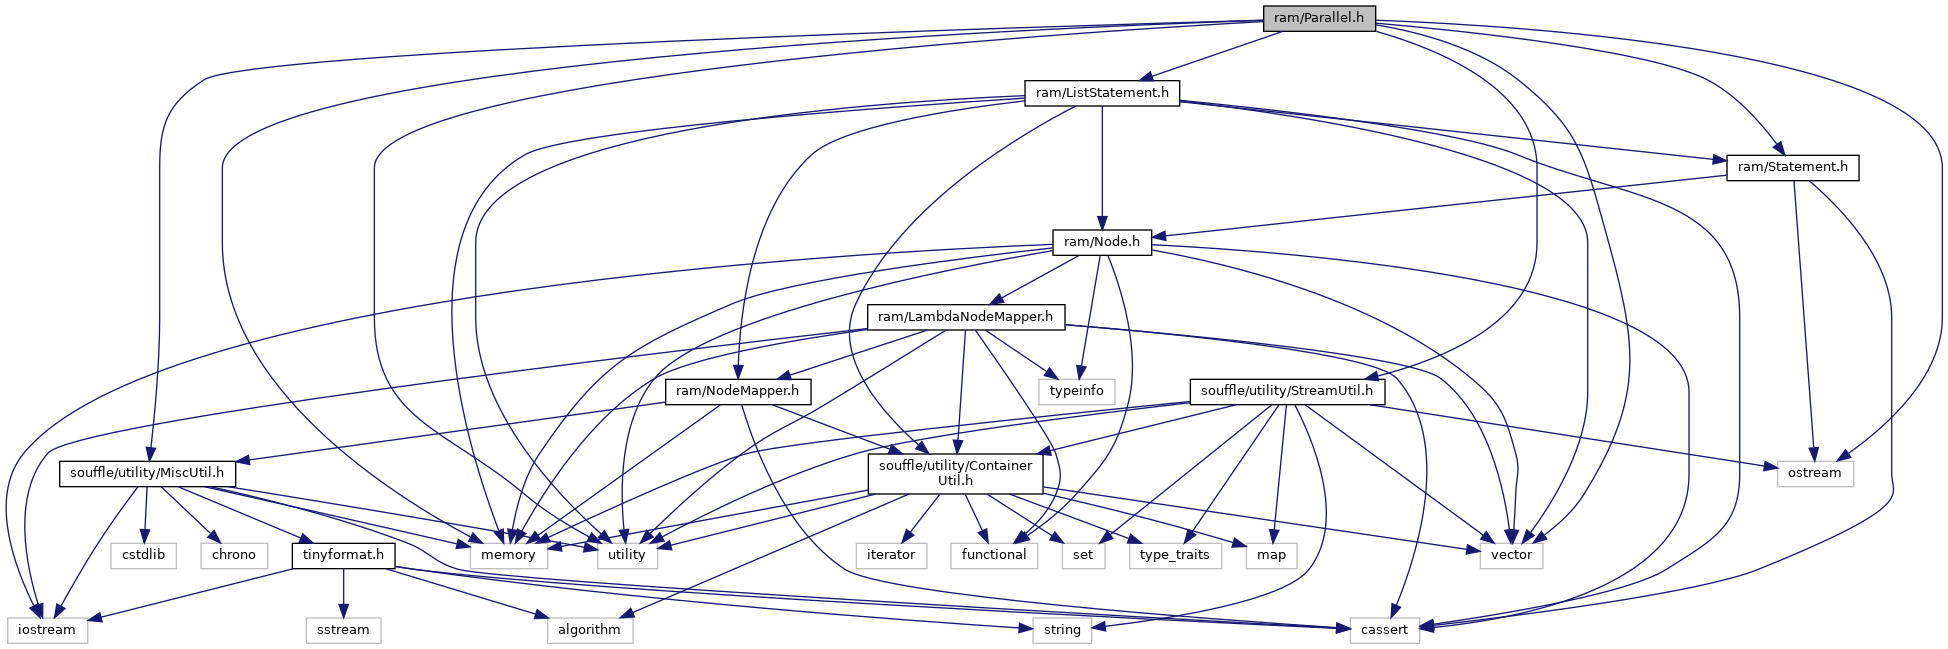 ram/Parallel.h
ram/ListStatement.h
ram/Statement.h
ram/Node.h
ram/LambdaNodeMapper.h
ram/NodeMapper.h
typeinfo
souffle/utility/StreamUtil.h
souffle/utility/MiscUtil.h
souffle/utility/Container
Util.h
ostream
cstdlib
chrono
tinyformat.h
memory
utility
iterator
functional
set
type_traits
map
vector
iostream
sstream
algorithm
string
cassert